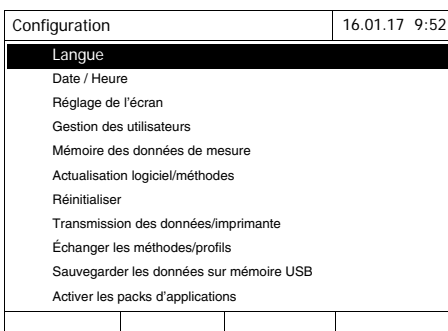 Configuration 16.01.17 9:52
Langue
Date / Heure
Réglage de l'écran
Gestion des utilisateurs
Mémoire des données de mesure
Actualisation logiciel/méthodes
Réinitialiser
Transmission des données/imprimante
Échanger les méthodes/profils
Sauvegarder les données sur mémoire USB
Activer les packs d'applications